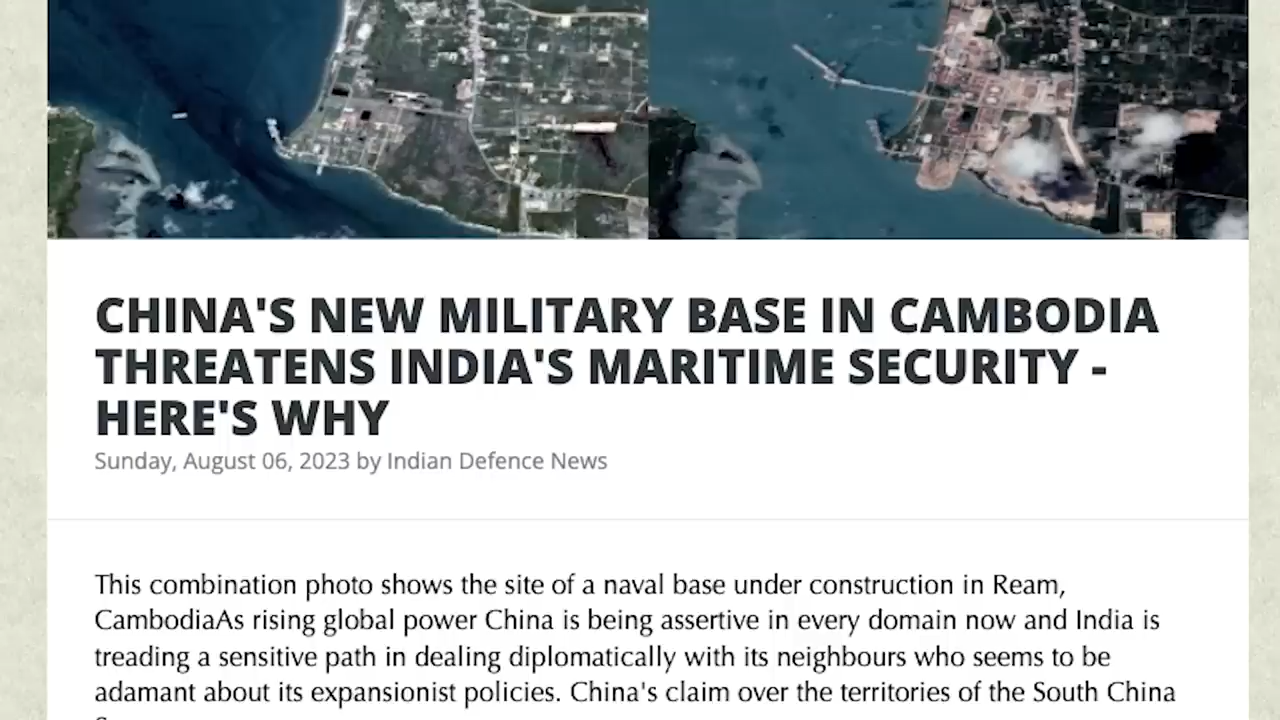 CHINA'S NEW MILITARY BASE IN CAMBODIA
THREATENS INDIA'S MARITIME SECURITY -
HERE'S WHY
Sunday, August 06, 2023 by Indian Defence News
This combination photo shows the site of a naval base under construction in Ream,
CambodiaAs rising global power China is being assertive in every domain now and India is
treading a sensitive path in dealing diplomatically with its neighbours who seems to be
adamant about its expansionist policies. China's claim over the territories of the South China